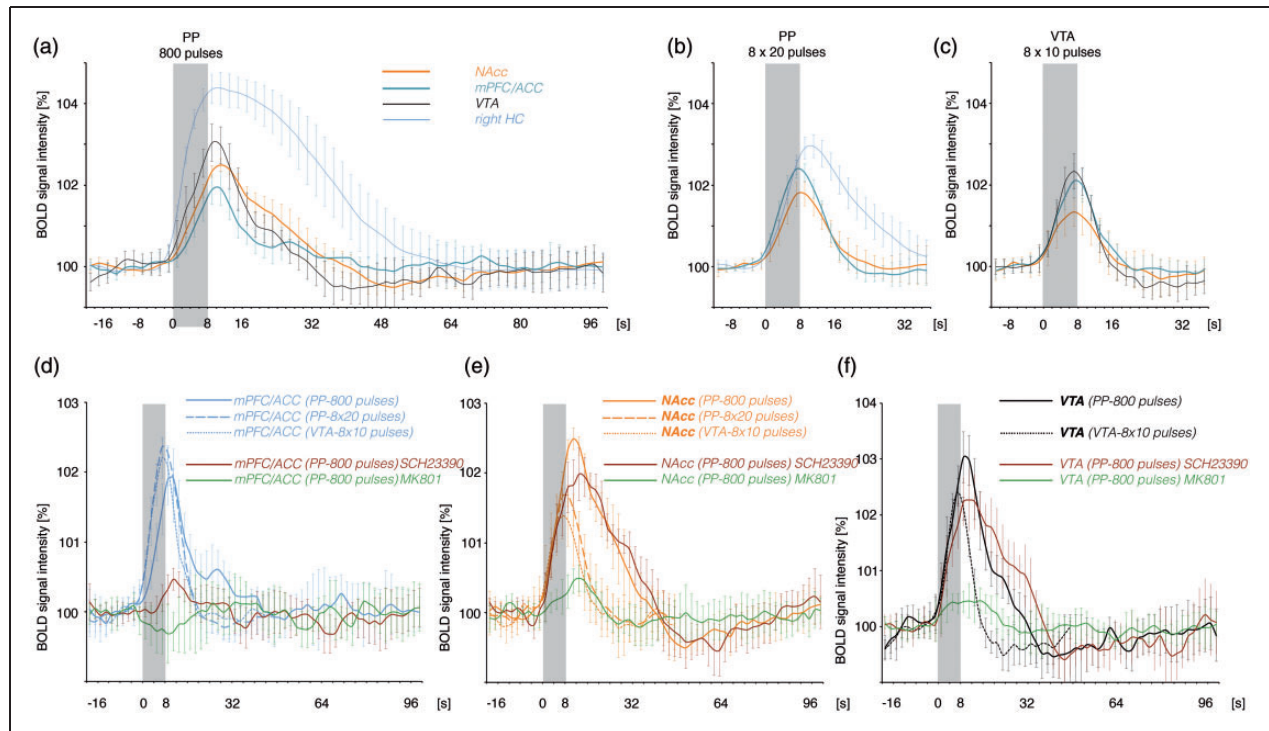 (a)
PP
800 pulses
BOLD signal intensity [%]
104
102
100
NAcc
mPFC/ACC
VTA
right HC
-16 -8 0 8 16 32 48 64 80 96 [s]
(b)
PP
8 x 20 pulses
BOLD signal intensity [%]
104
102
100
-8 0 8 16 32 [s]
(c)
VTA
8 x 10 pulses
BOLD signal intensity [%]
104
102
100
-8 0 8 16 32 [s]
(d)
BOLD signal intensity [%]
103
102
101
100
mPFC/ACC (PP-800 pulses)
mPFC/ACC (PP-8x20 pulses)
mPFC/ACC (VTA-8x10 pulses)
mPFC/ACC (PP-800 pulses) SCH23390
mPFC/ACC (PP-800 pulses) MK801
-16 0 8 32 64 96 [s]
(e)
BOLD signal intensity [%]
103
102
101
100
NAcc (PP-800 pulses)
NAcc (PP-8x20 pulses)
NAcc (VTA-8x10 pulses)
NAcc (PP-800 pulses) SCH23390
NAcc (PP-800 pulses) MK801
-16 0 8 32 64 96 [s]
(f)
BOLD signal intensity [%]
104
103
102
101
100
VTA (PP-800 pulses)
VTA (VTA-8x10 pulses)
VTA (PP-800 pulses) SCH23390
VTA (PP-800 pulses) MK801
-16 0 8 32 64 96 [s]